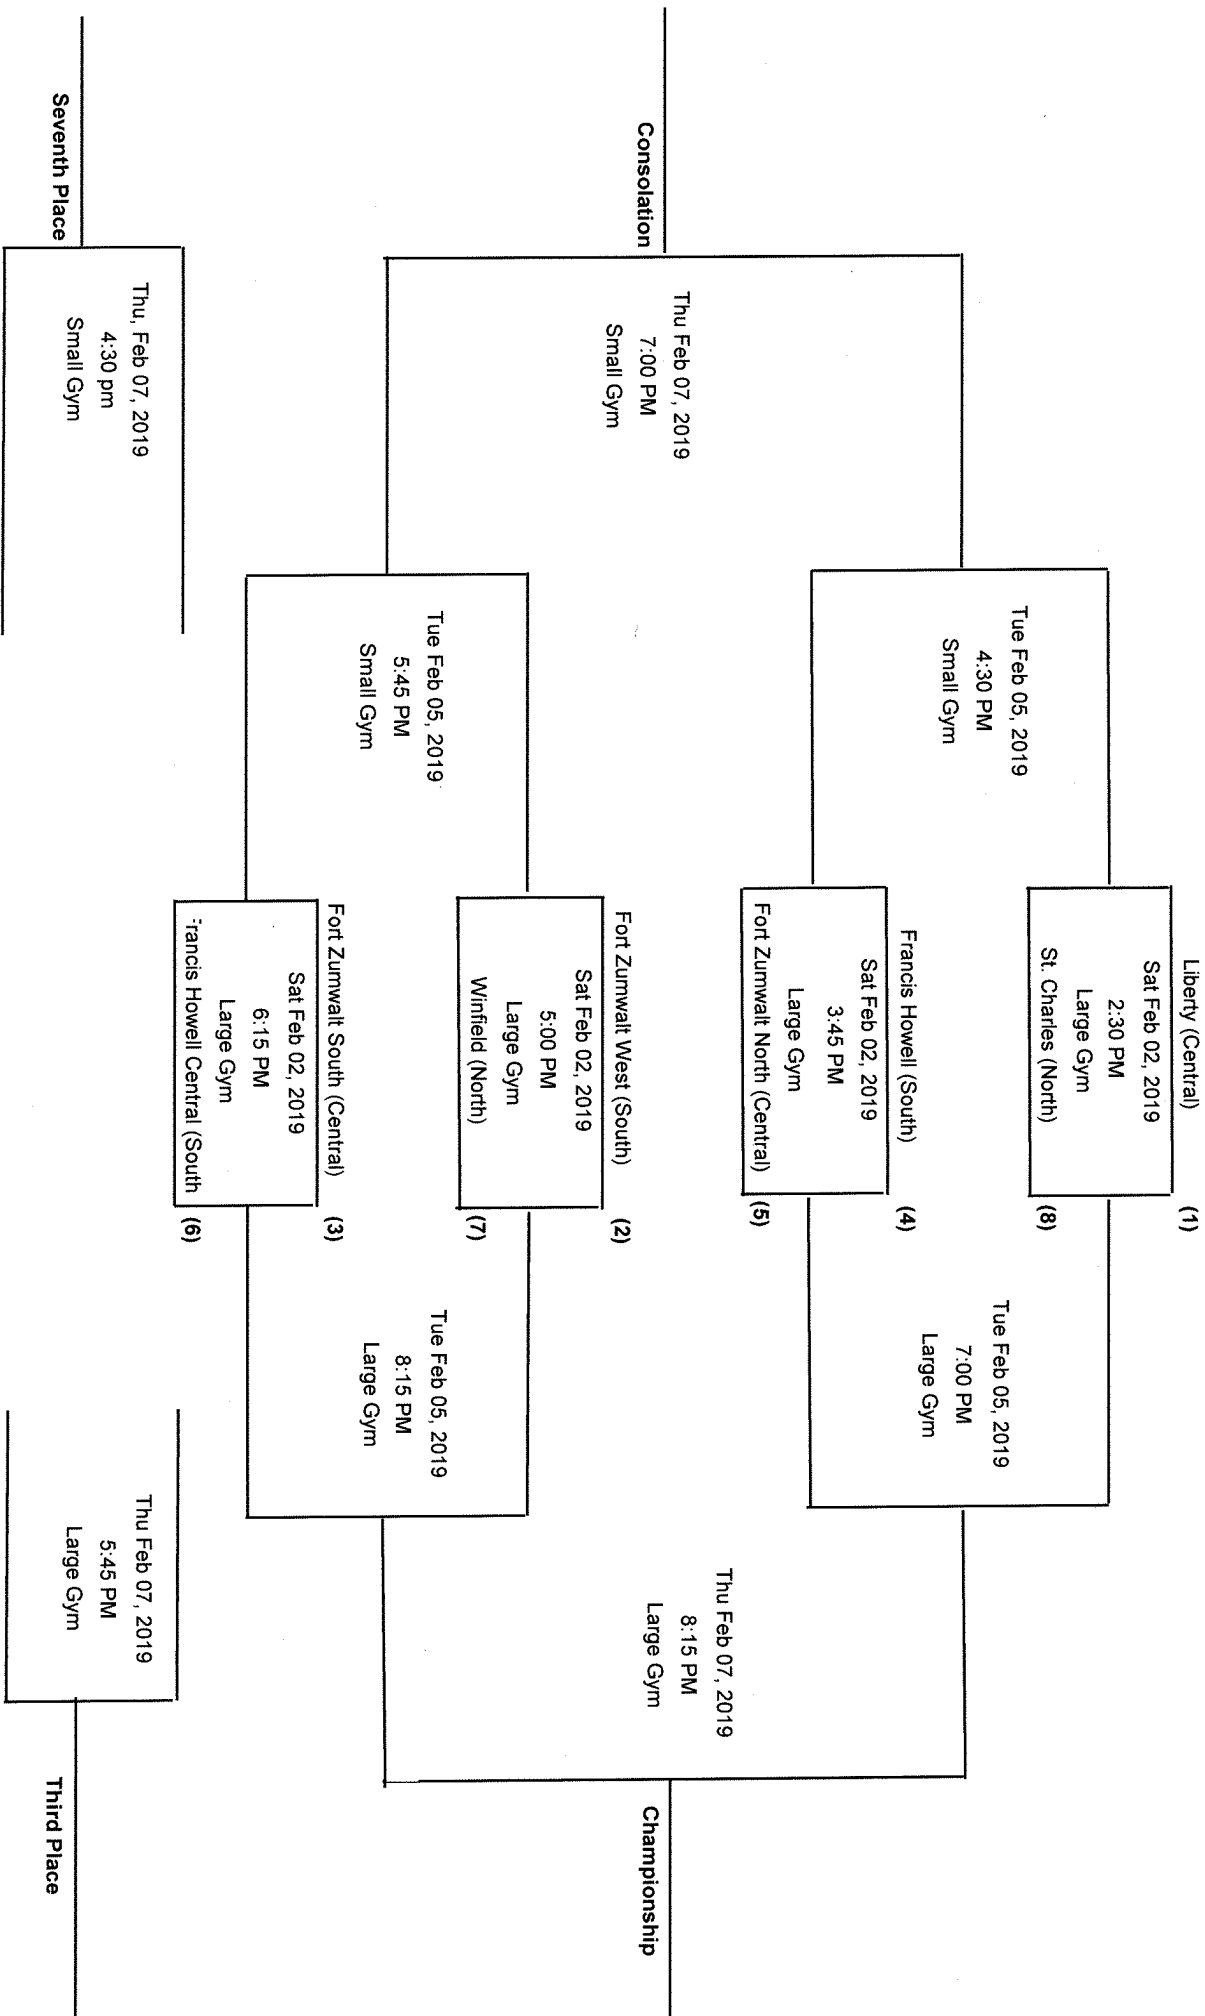 Liberty (Central)
(1)
Sat Feb 02, 2019
2:30 PM
Large Gym
St. Charles (North)
(8)
Tue Feb 05, 2019
4:30 PM
Small Gym
Tue Feb 05, 2019
7:00 PM
Large Gym
Francis Howell (South)
(4)
Sat Feb 02, 2019
3:45 PM
Large Gym
Fort Zumwalt North (Central)
(5)
Thu Feb 07, 2019
7:00 PM
Small Gym
Consolation
Thu Feb 07, 2019
8:15 PM
Large Gym
Championship
Fort Zumwalt West (South)
(2)
Sat Feb 02, 2019
5:00 PM
Large Gym
Winfield (North)
(7)
Tue Feb 05, 2019
5:45 PM
Small Gym
Tue Feb 05, 2019
8:15 PM
Large Gym
Fort Zumwalt South (Central)
(3)
Sat Feb 02, 2019
6:15 PM
Large Gym
rancis Howell Central (South
(6)
Thu, Feb 07, 2019
4:30 pm
Small Gym
Seventh Place
Thu Feb 07, 2019
5:45 PM
Large Gym
Third Place